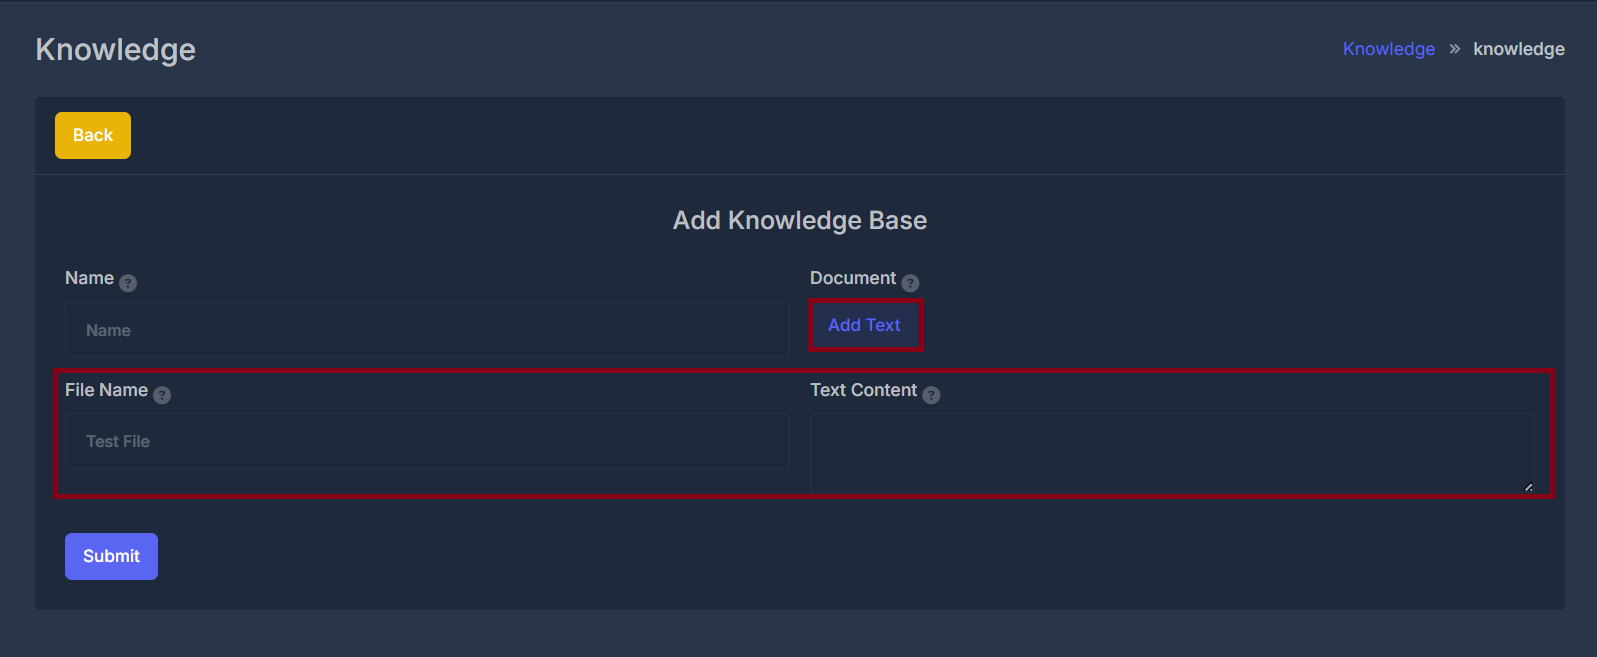 Knowledge
Knowledge » knowledge
Back
Add Knowledge Base
Name ?
Document ?
Name
Add Text
File Name ?
Text Content ?
Test File
Submit